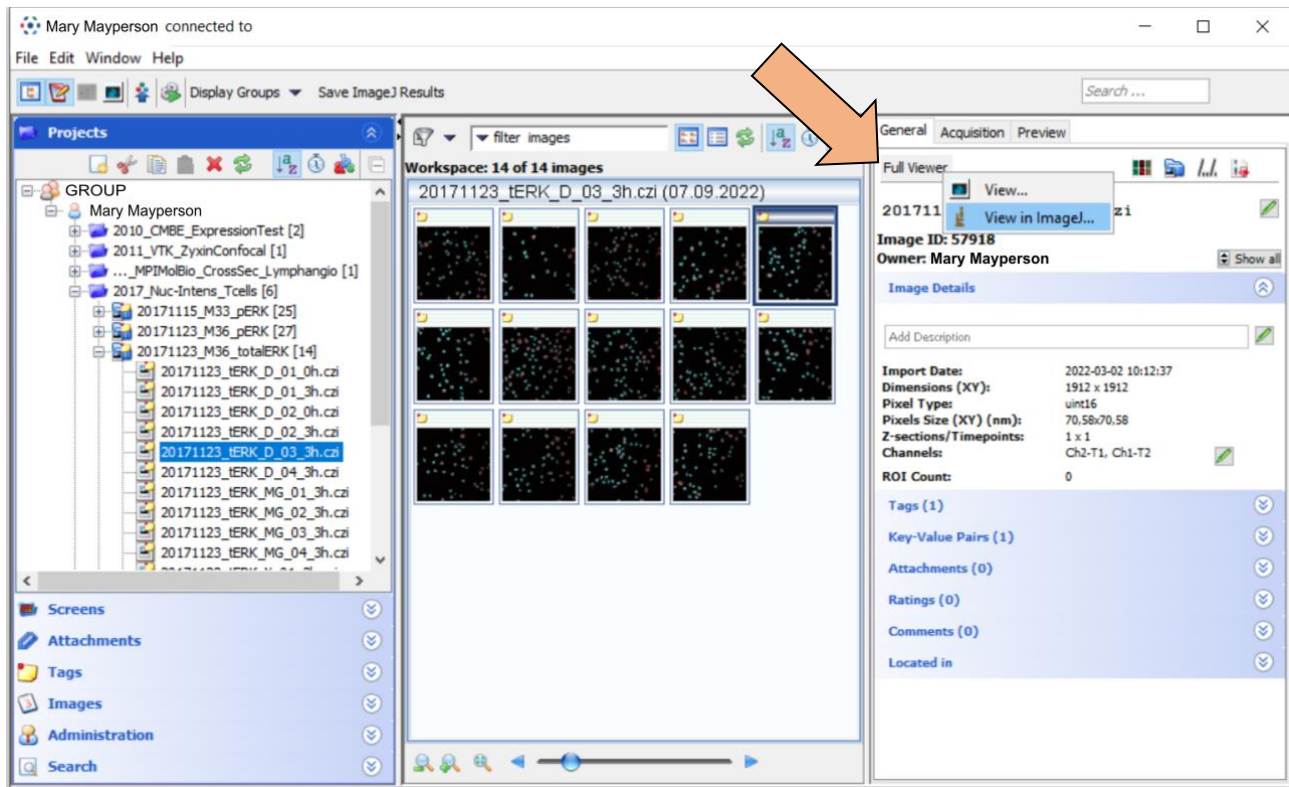 Mary Mayperson connected to
File Edit Window Help
Display Groups Save ImageJ Results
Search ...
Projects
GROUP
Mary Mayperson
2010_CMBE_ExpressionTest [2]
2011_VTK_ZyxinConfocal [1]
..._MPIMolBio_CrossSec_Lymphangio [1]
2017_Nuc-Intens_Tcells [6]
20171115_M33_pERK [25]
20171123_M36_pERK [27]
20171123_M36_totalERK [14]
20171123_tERK_D_01_0h.czi
20171123_tERK_D_01_3h.czi
20171123_tERK_D_02_0h.czi
20171123_tERK_D_02_3h.czi
20171123_tERK_D_03_3h.czi
20171123_tERK_D_04_3h.czi
20171123_tERK_MG_01_3h.czi
20171123_tERK_MG_02_3h.czi
20171123_tERK_MG_03_3h.czi
20171123_tERK_MG_04_3h.czi
Screens
Attachments
Tags
Images
Administration
Search
filter images
Workspace: 14 of 14 images
20171123_tERK_D_03_3h.czi (07.09.2022)
General Acquisition Preview
Full Viewer
View...
View in ImageJ...
201711 zi
Image ID: 57918
Owner: Mary Mayperson Show all
Image Details
Add Description
Import Date: 2022-03-02 10:12:37
Dimensions (XY): 1912 x 1912
Pixel Type: uint16
Pixels Size (XY) (nm): 70,58x70,58
Z-sections/Timepoints: 1 x 1
Channels: Ch2-T1, Ch1-T2
ROI Count: 0
Tags (1)
Key-Value Pairs (1)
Attachments (0)
Ratings (0)
Comments (0)
Located in